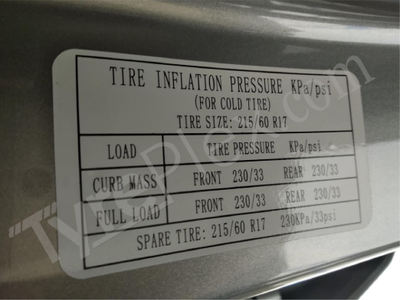 TIRE INFLATION PRESSURE KPa/psi
(FOR COLD TIRE)
TIRE SIZE: 215/60 R17
LOAD TIRE PRESSURE KPa/psi
CURB MASS FRONT 230/33 REAR 230/33
FULL LOAD FRONT 230/33 REAR 230/33
SPARE TIRE: 215/60 R17 230KPa/33psi